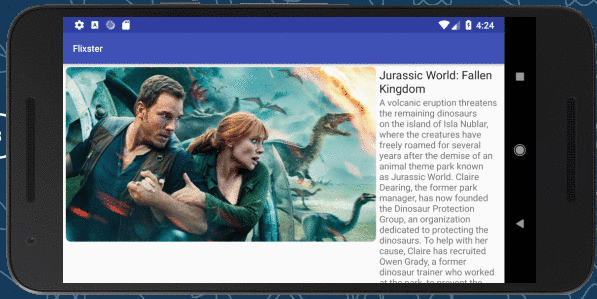 4:24
Flixster
Jurassic World: Fallen
Kingdom
A volcanic eruption threatens
the remaining dinosaurs
on the island of Isla Nublar,
where the creatures have
freely roamed for several
years after the demise of an
animal theme park known
as Jurassic World. Claire
Dearing, the former park
manager, has now founded
the Dinosaur Protection
Group, an organization
dedicated to protecting the
dinosaurs. To help with her
cause, Claire has recruited
Owen Grady, a former
dinosaur trainer who worked
at the park, to prevent the